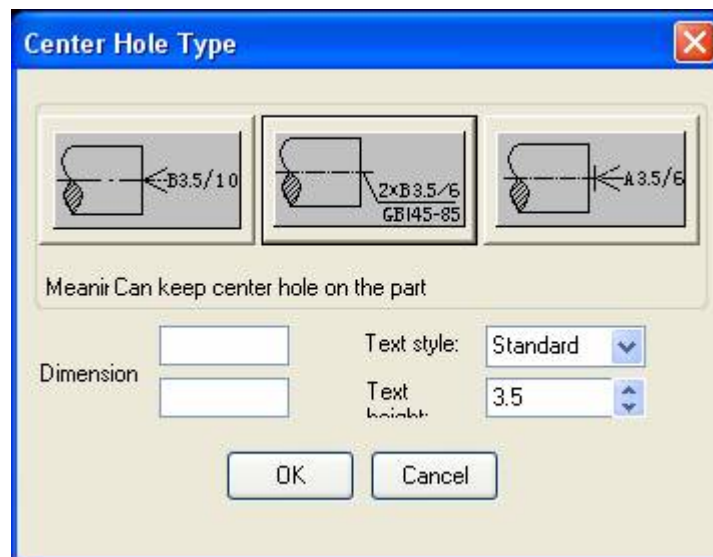 Center Hole Type
B3.5/10
2×B3.5/6
GB145-85
A3.5/6
Meanir Can keep center hole on the part
Dimension
Text style:
Standard
Text height:
3.5
OK
Cancel